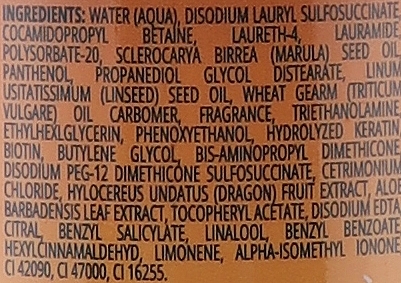 INGREDIENTS: WATER (AQUA), DISODIUM LAURYL SULFOSUCCINATE
COCAMIDOPROPYL BETAINE, LAURETH-4, LAURAMIDE
POLYSORBATE-20, SCLEROCARYA BIRREA (MARULA) SEED OIL,
PANTHENOL, PROPANEDIOL GLYCOL DISTEARATE, LINUM
USITATISSIMUM (LINSEED) SEED OIL, WHEAT GEARM (TRITICUM
VULGARE) OIL CARBOMER, FRAGRANCE, TRIETHANOLAMINE
ETHYLHEXLGLYCERIN, PHENOXYETHANOL, HYDROLYZED KERATIN,
BIOTIN, BUTYLENE GLYCOL, BIS-AMINOPROPYL DIMETHICONE,
DISODIUM PEG-12 DIMETHICONE SULFOSUCCINATE, CETRIMONIUM
CHLORIDE, HYLOCEREUS UNDATUS (DRAGON) FRUIT EXTRACT, ALOE
BARBADENSIS LEAF EXTRACT, TOCOPHERYL ACETATE, DISODIUM EDTA,
CITRAL, BENZYL SALICYLATE, LINALOOL, BENZYL BENZOATE,
HEXYLCINNAMALDEHYD, LIMONENE, ALPHA-ISOMETHYL IONONE,
CI 42090, CI 47000, CI 16255.